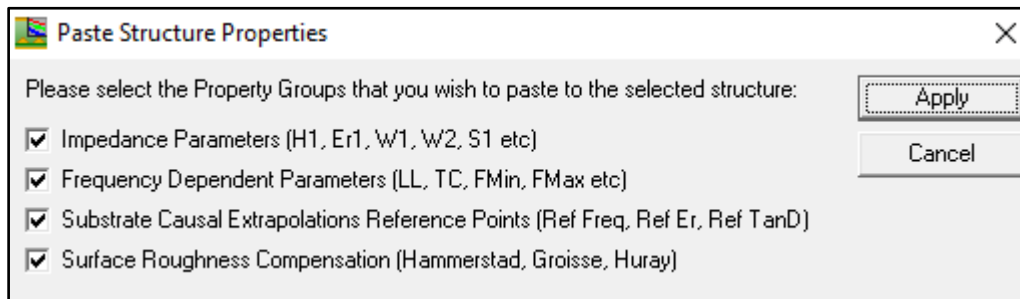 Paste Structure Properties
Please select the Property Groups that you wish to paste to the selected structure:
Apply
Impedance Parameters (H1, Er1, W1, W2, S1 etc)
Cancel
Frequency Dependent Parameters (LL, TC, FMin, FMax etc)
Substrate Causal Extrapolations Reference Points (Ref Freq, Ref Er, Ref TanD)
Surface Roughness Compensation (Hammerstad, Groisse, Huray)